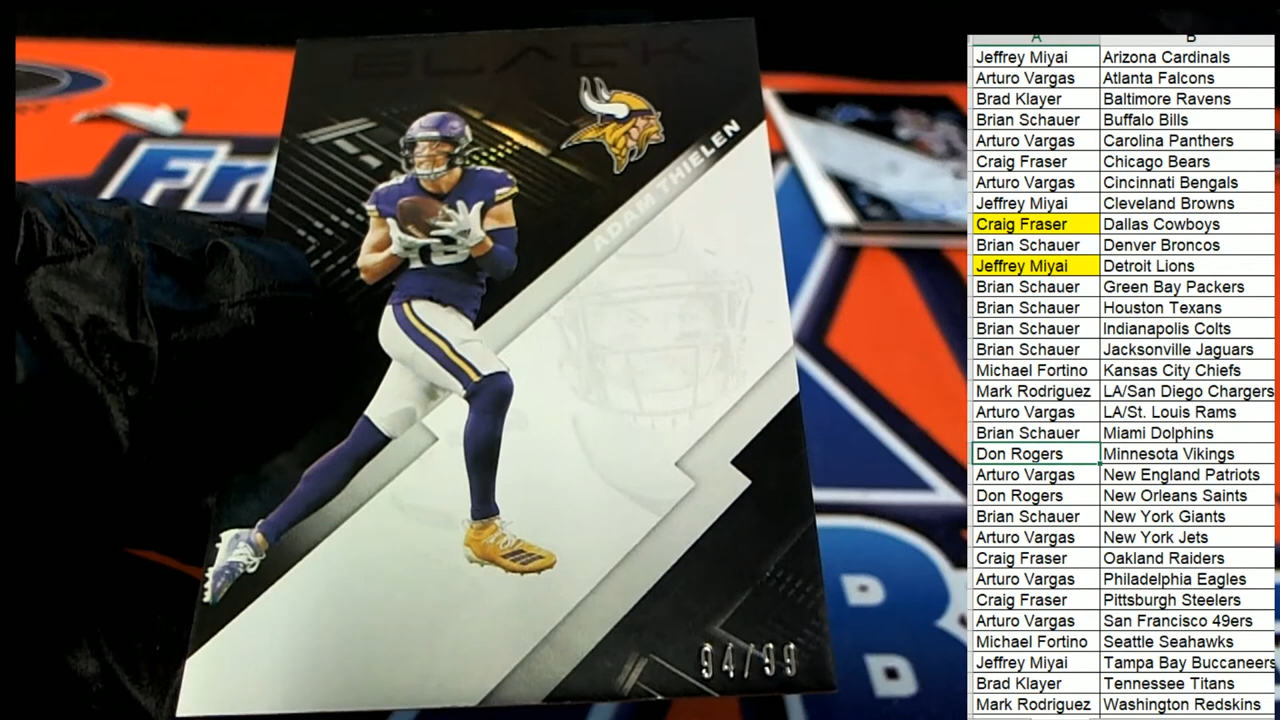 BLACK
ADAM THIELEN
94/99
Fr
A B
Jeffrey Miyai Arizona Cardinals
Arturo Vargas Atlanta Falcons
Brad Klayer Baltimore Ravens
Brian Schauer Buffalo Bills
Arturo Vargas Carolina Panthers
Craig Fraser Chicago Bears
Arturo Vargas Cincinnati Bengals
Jeffrey Miyai Cleveland Browns
Craig Fraser Dallas Cowboys
Brian Schauer Denver Broncos
Jeffrey Miyai Detroit Lions
Brian Schauer Green Bay Packers
Brian Schauer Houston Texans
Brian Schauer Indianapolis Colts
Brian Schauer Jacksonville Jaguars
Michael Fortino Kansas City Chiefs
Mark Rodriguez LA/San Diego Chargers
Arturo Vargas LA/St. Louis Rams
Brian Schauer Miami Dolphins
Don Rogers Minnesota Vikings
Arturo Vargas New England Patriots
Don Rogers New Orleans Saints
Brian Schauer New York Giants
Arturo Vargas New York Jets
Craig Fraser Oakland Raiders
Arturo Vargas Philadelphia Eagles
Craig Fraser Pittsburgh Steelers
Arturo Vargas San Francisco 49ers
Michael Fortino Seattle Seahawks
Jeffrey Miyai Tampa Bay Buccaneers
Brad Klayer Tennessee Titans
Mark Rodriguez Washington Redskins